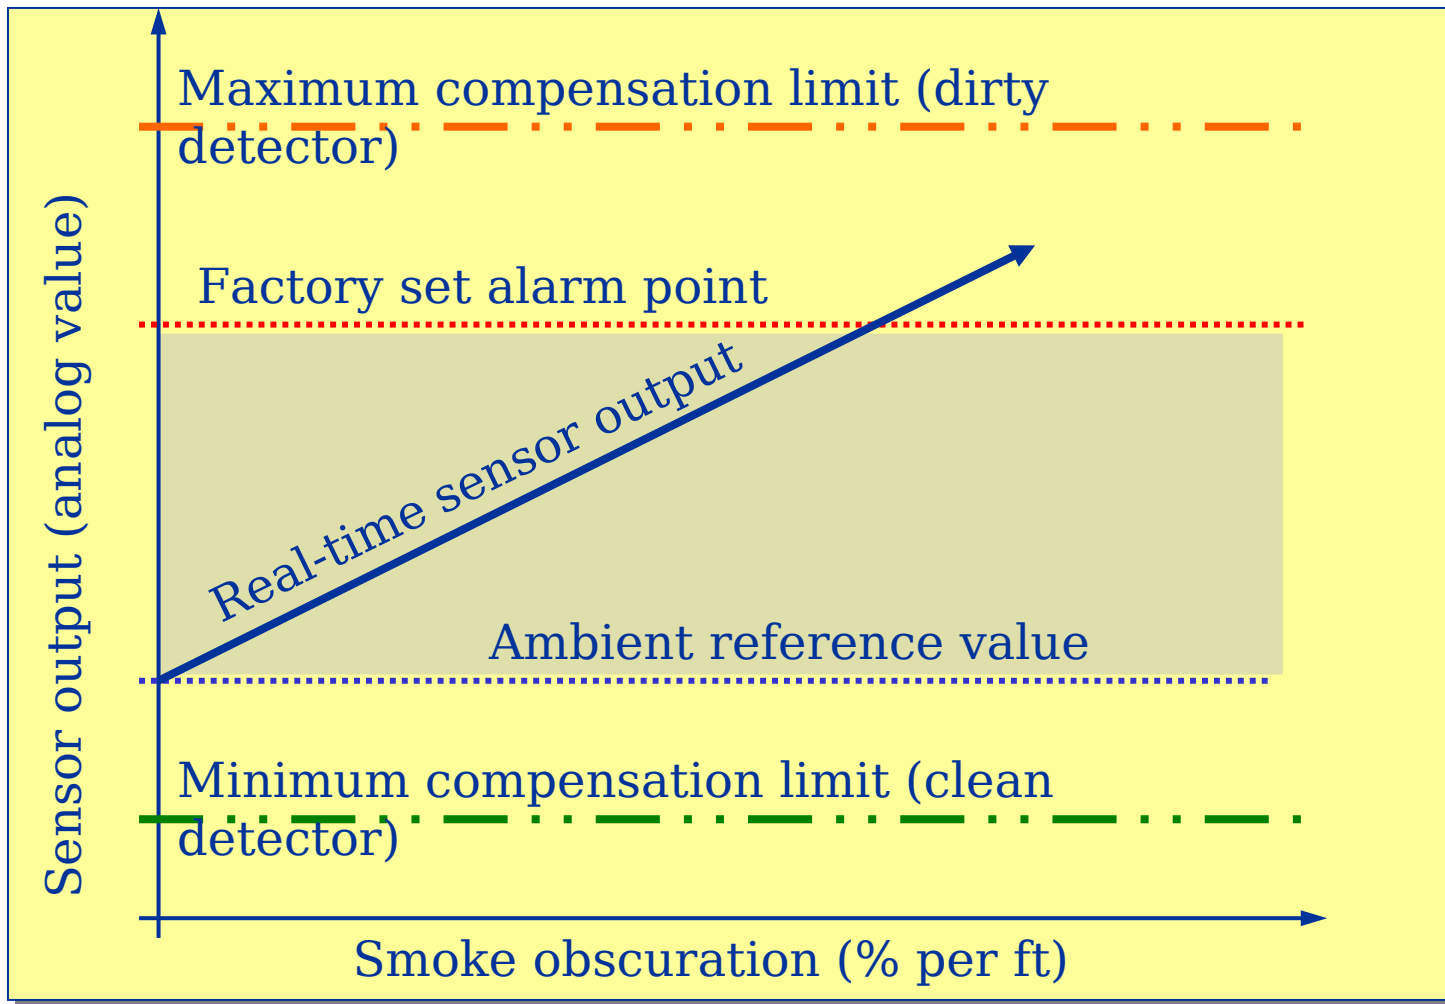 Maximum compensation limit (dirty
detector)
Factory set alarm point
Real-time sensor output
Ambient reference value
Minimum compensation limit (clean
detector)
Sensor output (analog value)
Smoke obscuration (% per ft)